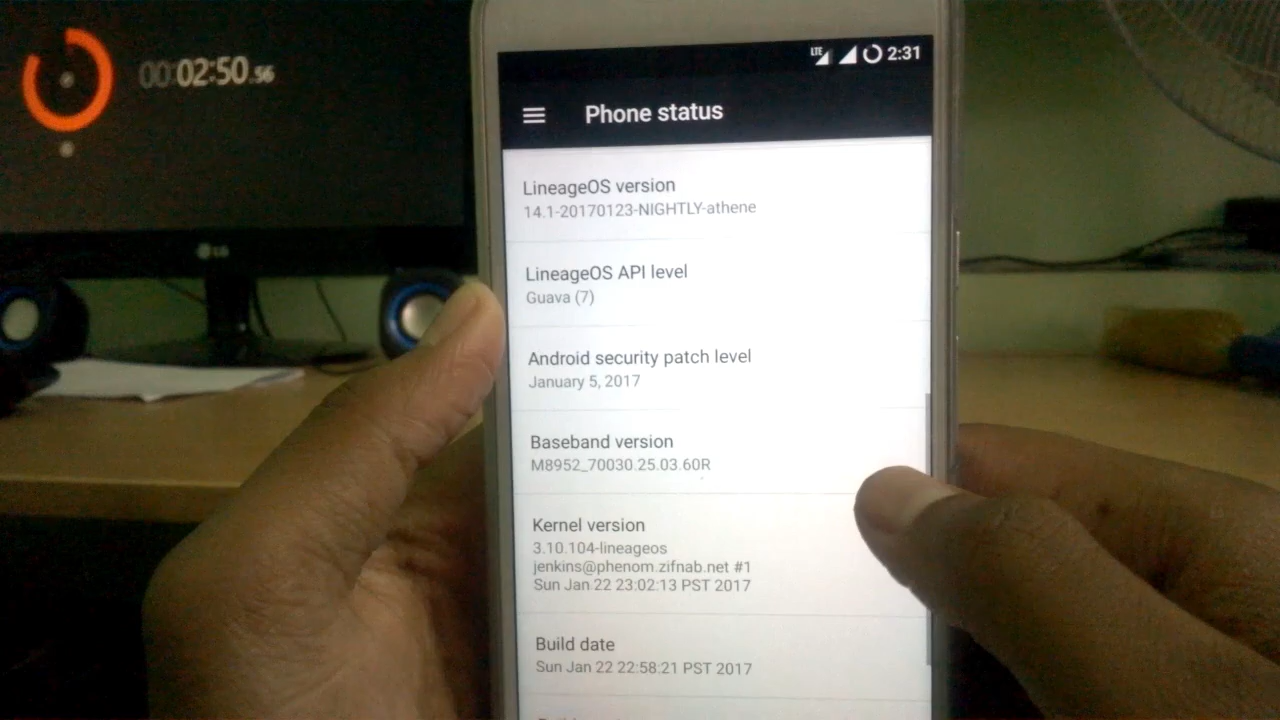 00:02:50.56
LG
LTE 2:31
Phone status
LineageOS version
14.1-20170123-NIGHTLY-athene
LineageOS API level
Guava (7)
Android security patch level
January 5, 2017
Baseband version
M8952_70030.25.03.60R
Kernel version
3.10.104-lineageos
jenkins@phenom.zifnab.net #1
Sun Jan 22 23:02:13 PST 2017
Build date
Sun Jan 22 22:58:21 PST 2017